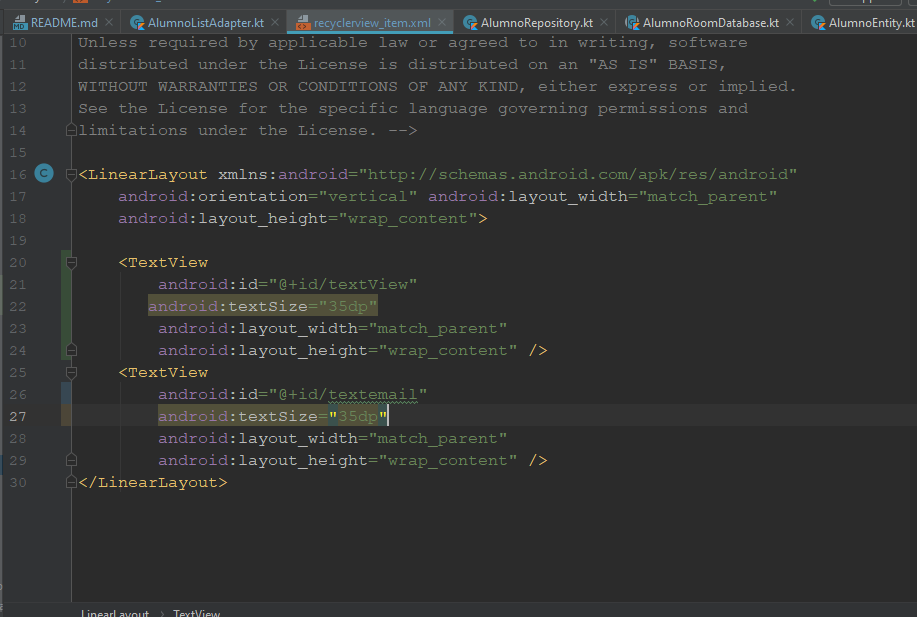 README.md AlumnoListAdapter.kt recyclerview_item.xml AlumnoRepository.kt AlumnoRoomDatabase.kt AlumnoEntity.kt
10 Unless required by applicable law or agreed to in writing, software
11 distributed under the License is distributed on an "AS IS" BASIS,
12 WITHOUT WARRANTIES OR CONDITIONS OF ANY KIND, either express or implied.
13 See the License for the specific language governing permissions and
14 limitations under the License. -->
15
16 <LinearLayout xmlns:android="http://schemas.android.com/apk/res/android"
17 android:orientation="vertical" android:layout_width="match_parent"
18 android:layout_height="wrap_content">
19
20 <TextView
21 android:id="@+id/textView"
22 android:textSize="35dp"
23 android:layout_width="match_parent"
24 android:layout_height="wrap_content" />
25 <TextView
26 android:id="@+id/textemail"
27 android:textSize="35dp"
28 android:layout_width="match_parent"
29 android:layout_height="wrap_content" />
30 </LinearLayout>
LinearLayout › TextView